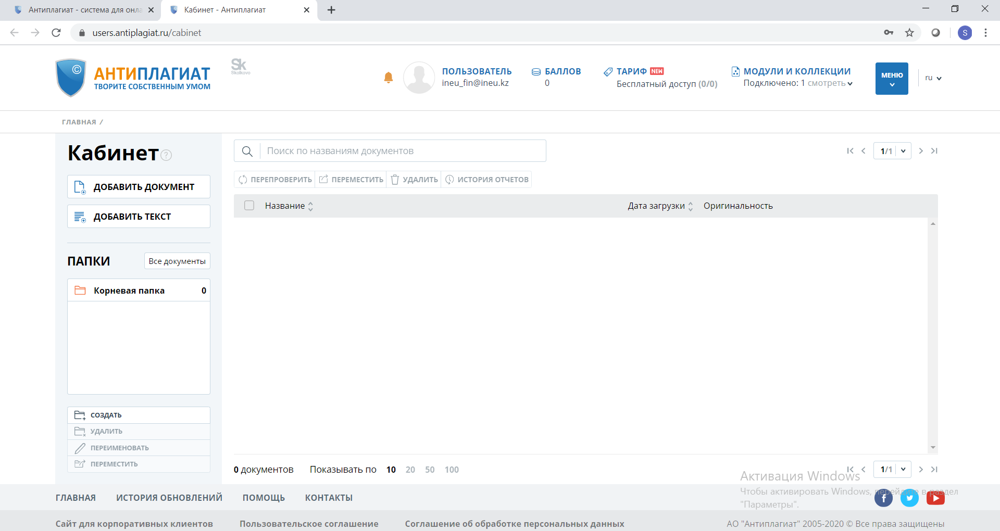 Антиплагиат - система для онла
Кабинет - Антиплагиат
users.antiplagiat.ru/cabinet
S
©
АНТИПЛАГИАТ
ТВОРИТЕ СОБСТВЕННЫМ УМОМ
Sk
Skolkovo
ПОЛЬЗОВАТЕЛЬ
ineu_fin@ineu.kz
БАЛЛОВ
0
ТАРИФ NEW
Бесплатный доступ (0/0)
МОДУЛИ И КОЛЛЕКЦИИ
Подключено: 1 смотреть
МЕНЮ
ru
ГЛАВНАЯ /
Кабинет ?
ДОБАВИТЬ ДОКУМЕНТ
ДОБАВИТЬ ТЕКСТ
ПАПКИ
Все документы
Корневая папка 0
СОЗДАТЬ
УДАЛИТЬ
ПЕРЕИМЕНОВАТЬ
ПЕРЕМЕСТИТЬ
Поиск по названиям документов
1/1
ПЕРЕПРОВЕРИТЬ ПЕРЕМЕСТИТЬ УДАЛИТЬ ИСТОРИЯ ОТЧЕТОВ
Название Дата загрузки Оригинальность
0 документов Показывать по 10 20 50 100
1/1
Активация Windows
Чтобы активировать Windows, перейдите в раздел
"Параметры".
ГЛАВНАЯ ИСТОРИЯ ОБНОВЛЕНИЙ ПОМОЩЬ КОНТАКТЫ
Сайт для корпоративных клиентов Пользовательское соглашение Соглашение об обработке персональных данных АО "Антиплагиат" 2005-2020 © Все права защищены